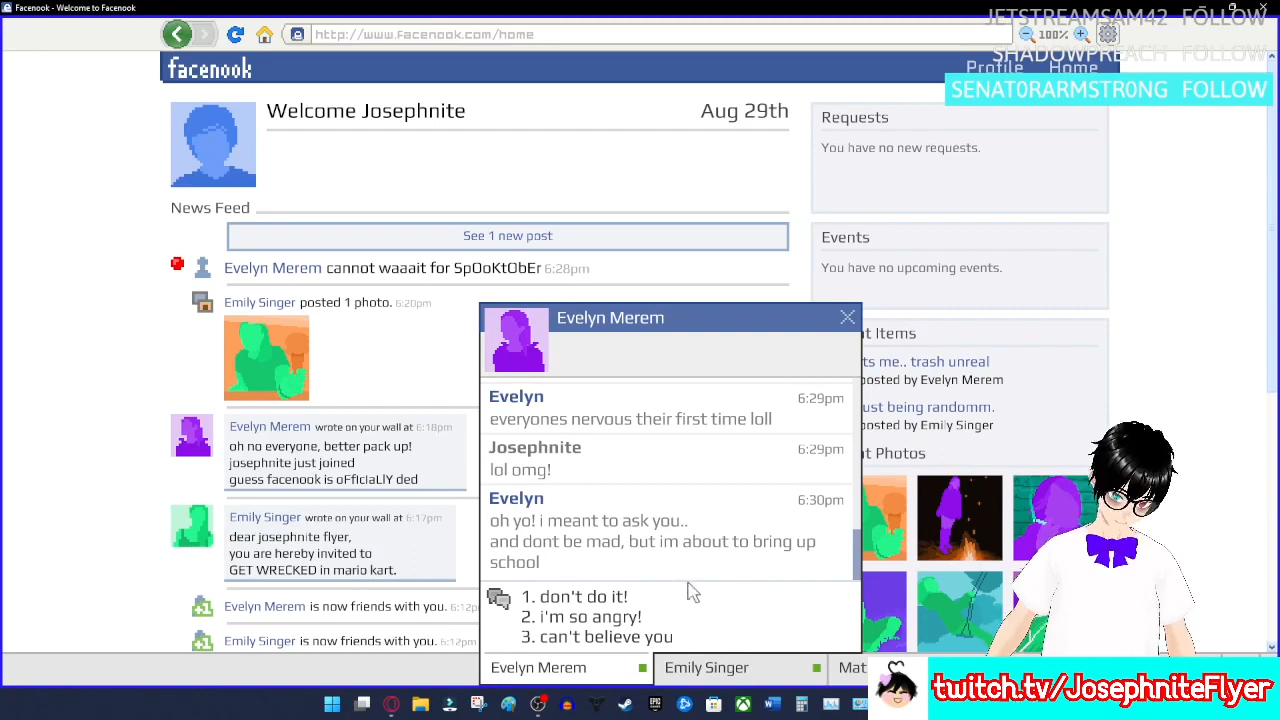 Facenook - Welcome to Facenook
JETSTREAMSAM42 FOLLOW
http://www.facenook.com/home
100%
SHADOWPREACH FOLLOW
facenook
Profile Home
SENAT0RARMSTR0NG FOLLOW
Welcome Josephnite
Aug 29th
News Feed
See 1 new post
Evelyn Merem cannot waaait for SpOoKtObEr 6:28pm
Emily Singer posted 1 photo. 6:20pm
Evelyn Merem wrote on your wall at 6:18pm
oh no everyone, better pack up!
josephnite just joined
guess facenook is oFfIcIaLlY ded
Emily Singer wrote on your wall at 6:17pm
dear josephnite flyer,
you are hereby invited to
GET WRECKED in mario kart.
+1
Evelyn Merem is now friends with you. 6:12p
+1
Emily Singer is now friends with you. 6:12pm
Requests
You have no new requests.
Events
You have no upcoming events.
t Items
ts me.. trash unreal
posted by Evelyn Merem
ust being randomm.
posted by Emily Singer
t Photos
Evelyn Merem
Evelyn 6:29pm
everyones nervous their first time loll
Josephnite 6:29pm
lol omg!
Evelyn 6:30pm
oh yo! i meant to ask you..
and dont be mad, but im about to bring up
school
1. don't do it!
2. i'm so angry!
3. can't believe you
Evelyn Merem
Emily Singer
Mat
twitch.tv/JosephniteFlyer